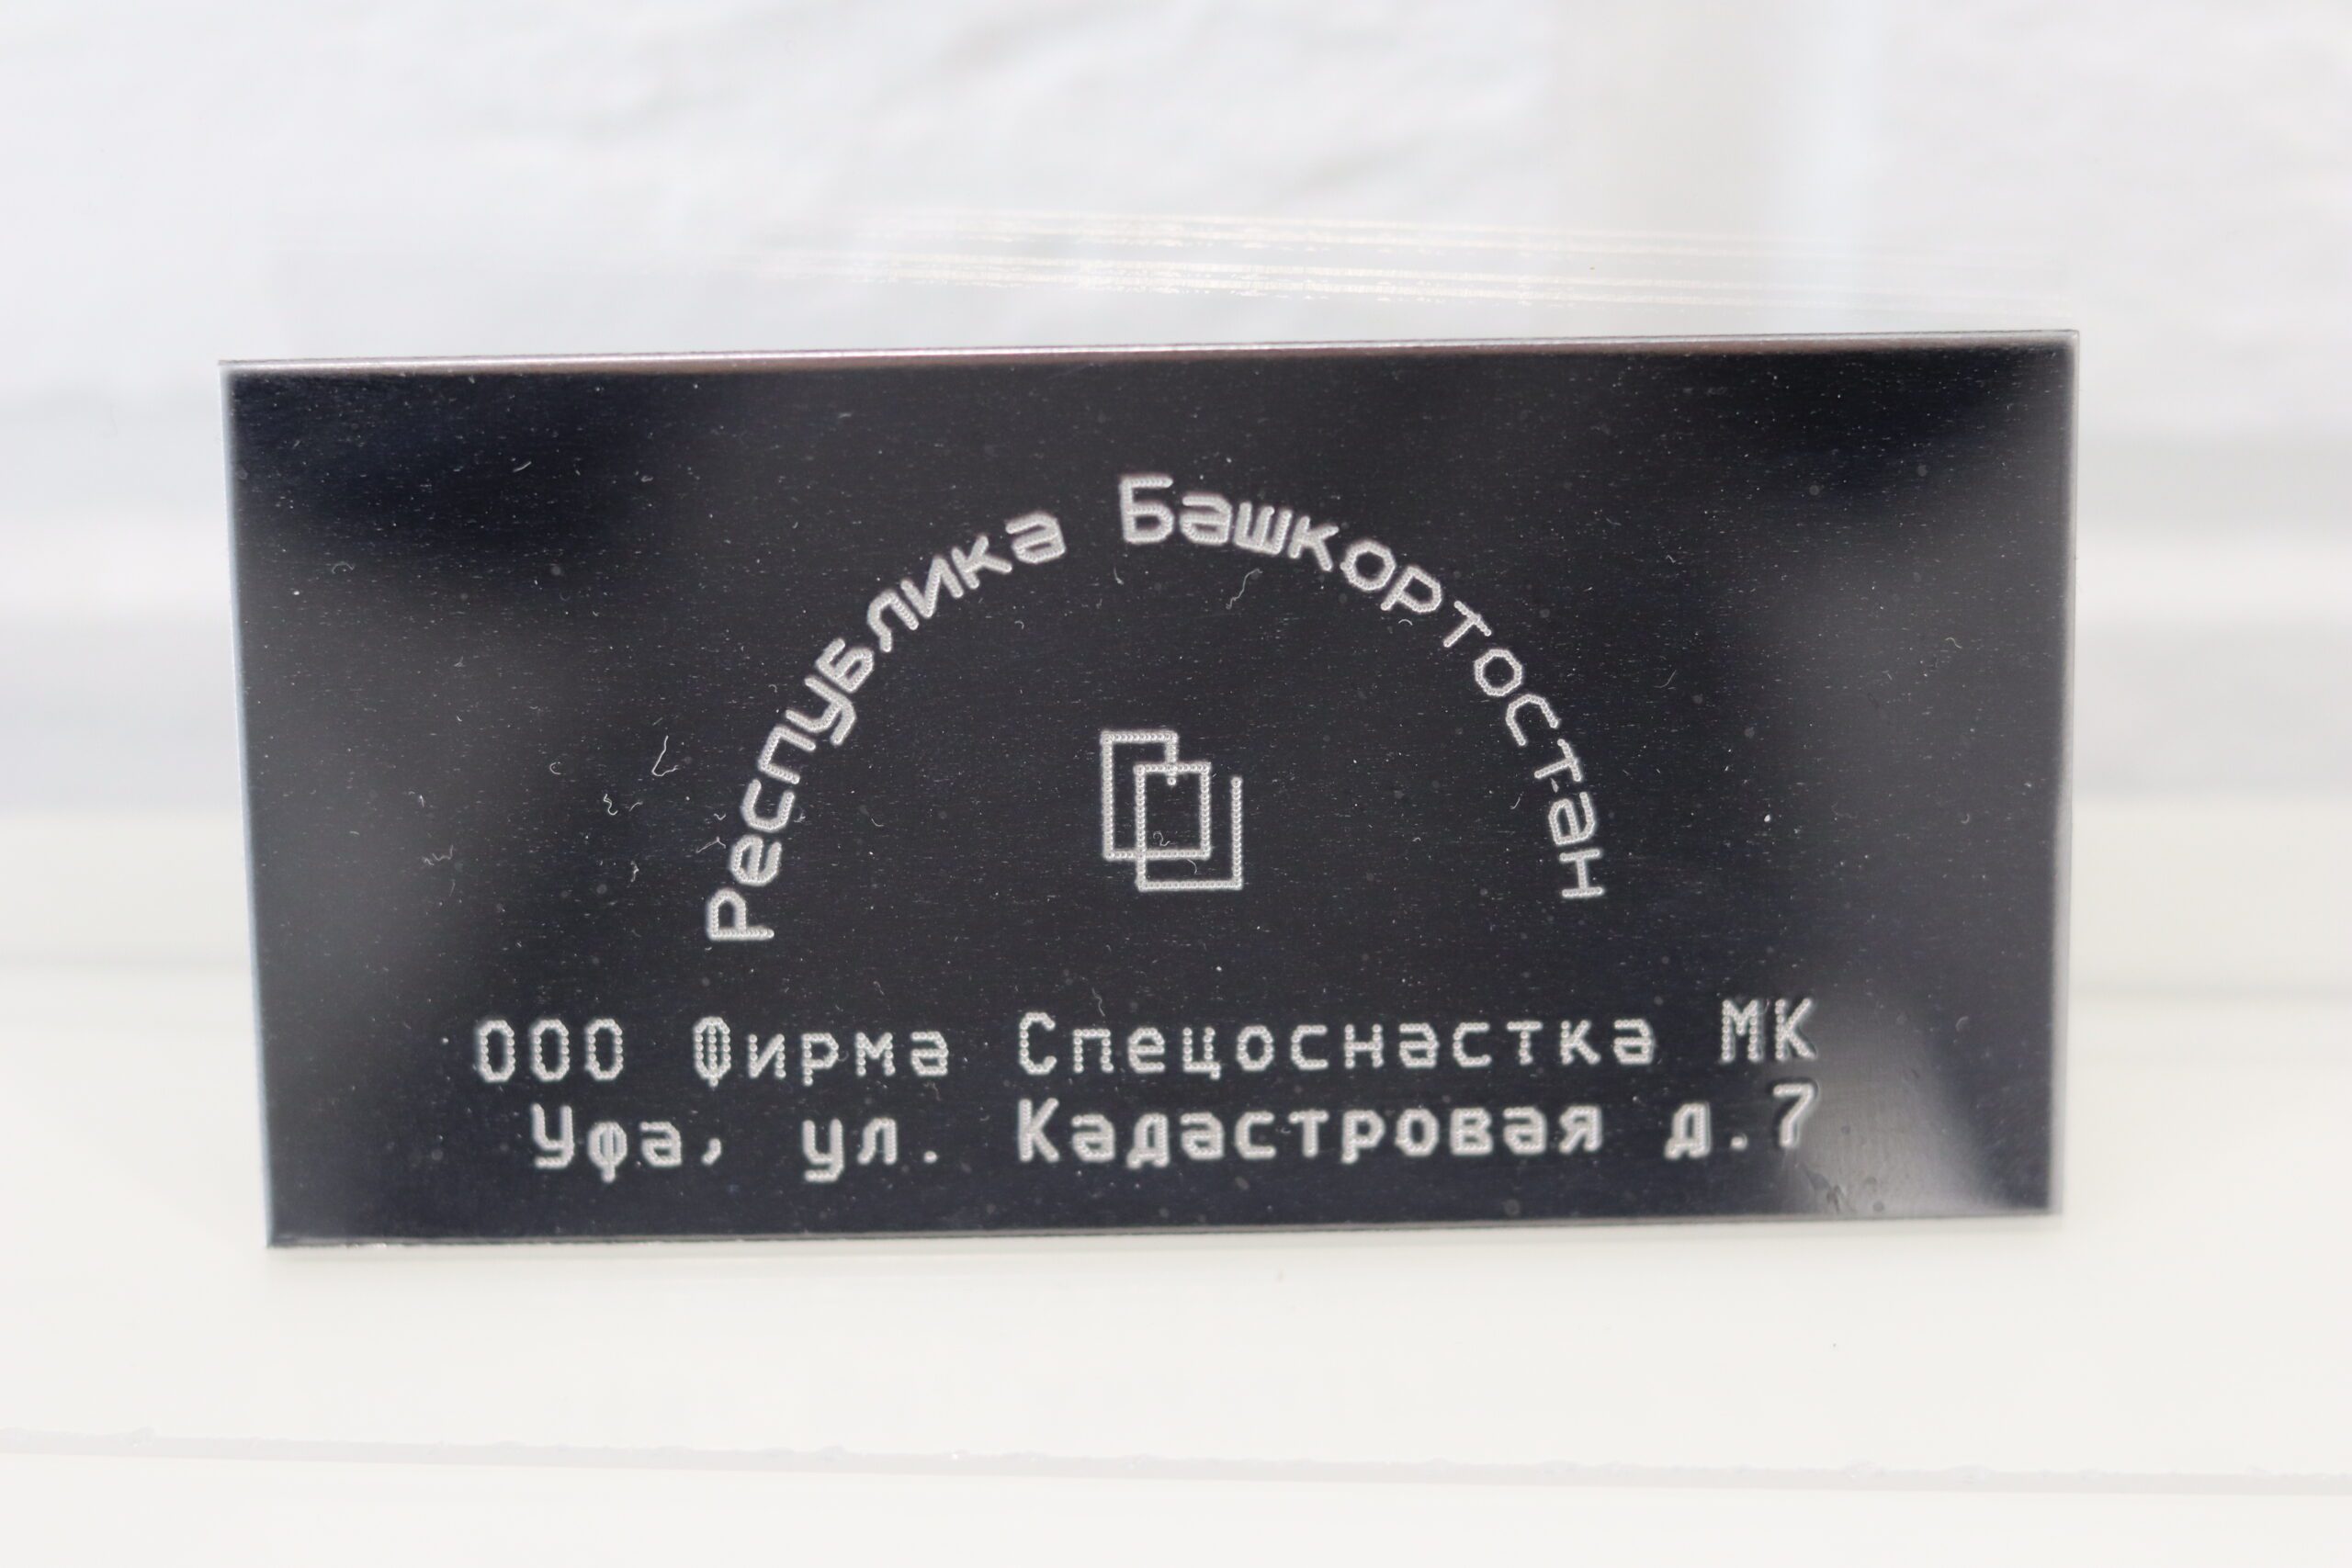 Республика Башкортостан
ООО Фирма Спецоснастка МК
Уфа, ул. Кадастровая д.7